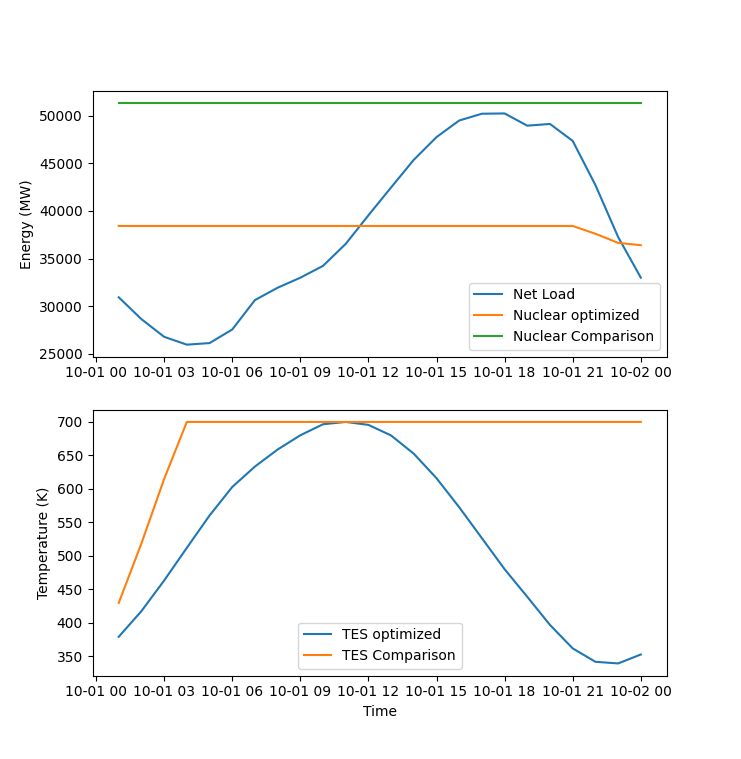 50000
45000
40000
35000
30000
25000
Energy (MW)
Net Load
Nuclear optimized
Nuclear Comparison
10-01 00 10-01 03 10-01 06 10-01 09 10-01 12 10-01 15 10-01 18 10-01 21 10-02 00
700
650
600
550
500
450
400
350
Temperature (K)
TES optimized
TES Comparison
10-01 00 10-01 03 10-01 06 10-01 09 10-01 12 10-01 15 10-01 18 10-01 21 10-02 00
Time